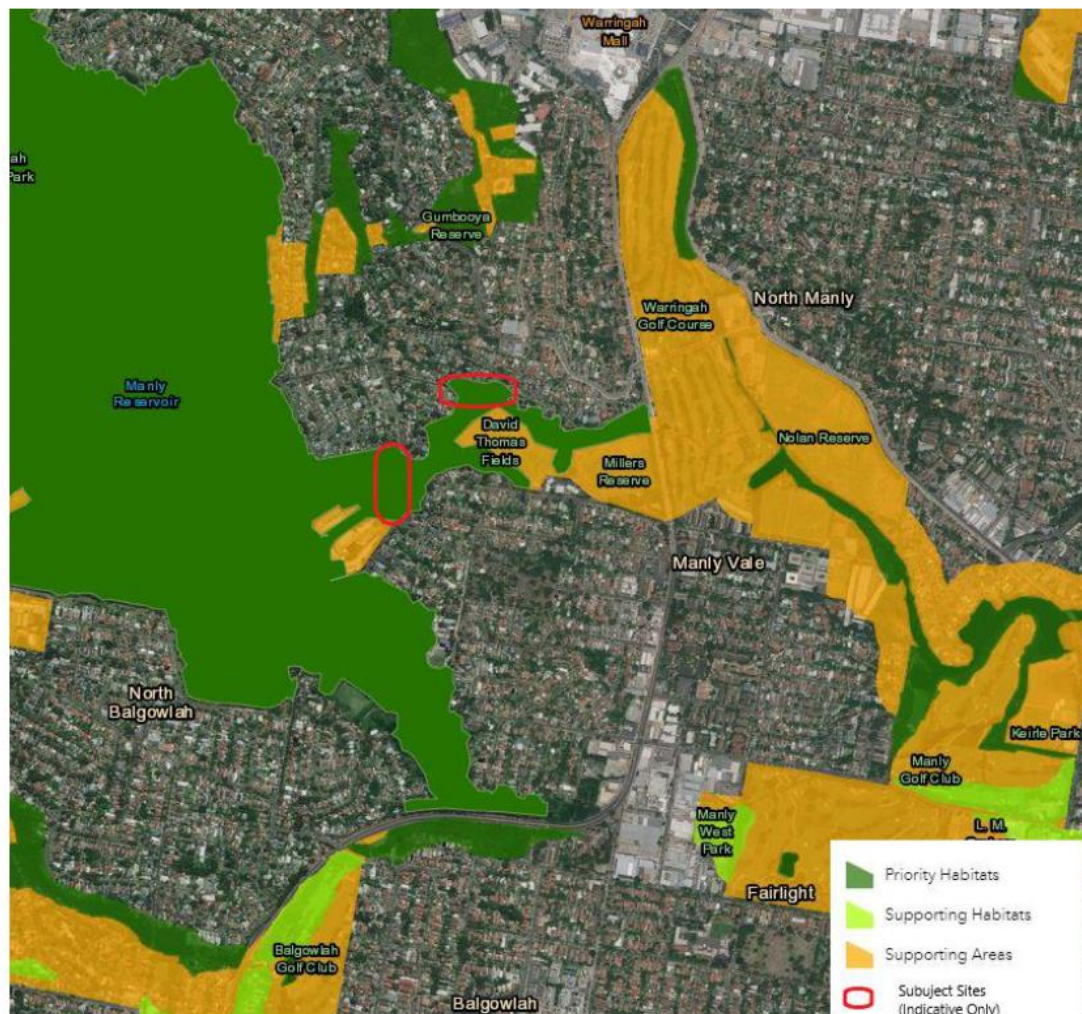 Warringah
Mall
ah
Park
Gumbooya
Reserve
North Manly
Warringah
Golf Course
Manly
Reservoir
David
Thomas
Fields
Nolan Reserve
Millers
Reserve
Manly Vale
North
Balgowlah
Keirle Park
Manly
Golf Club
Manly
West
Park
L. M.
Fairlight
Balgowlah
Golf Club
Balgowlah
Priority Habitats
Supporting Habitats
Supporting Areas
Subuject Sites
(Indicative Only)